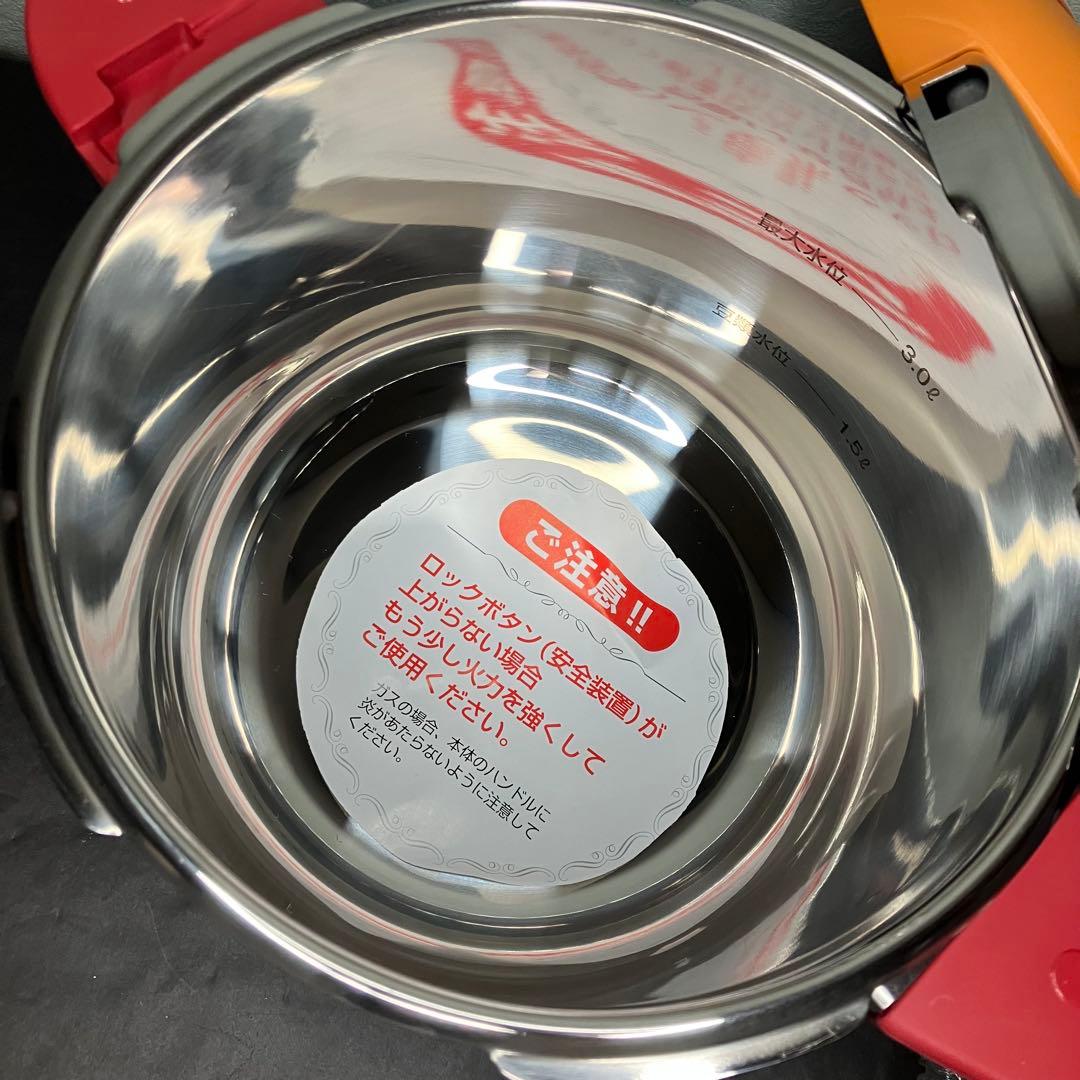 最大水位 3.0ℓ
豆類水位 1.5ℓ
ご注意!!
ロックボタン(安全装置)が
上がらない場合
もう少し火力を強くして
ご使用ください。
ガスの場合、本体のハンドルに
炎があたらないように注意して
ください。